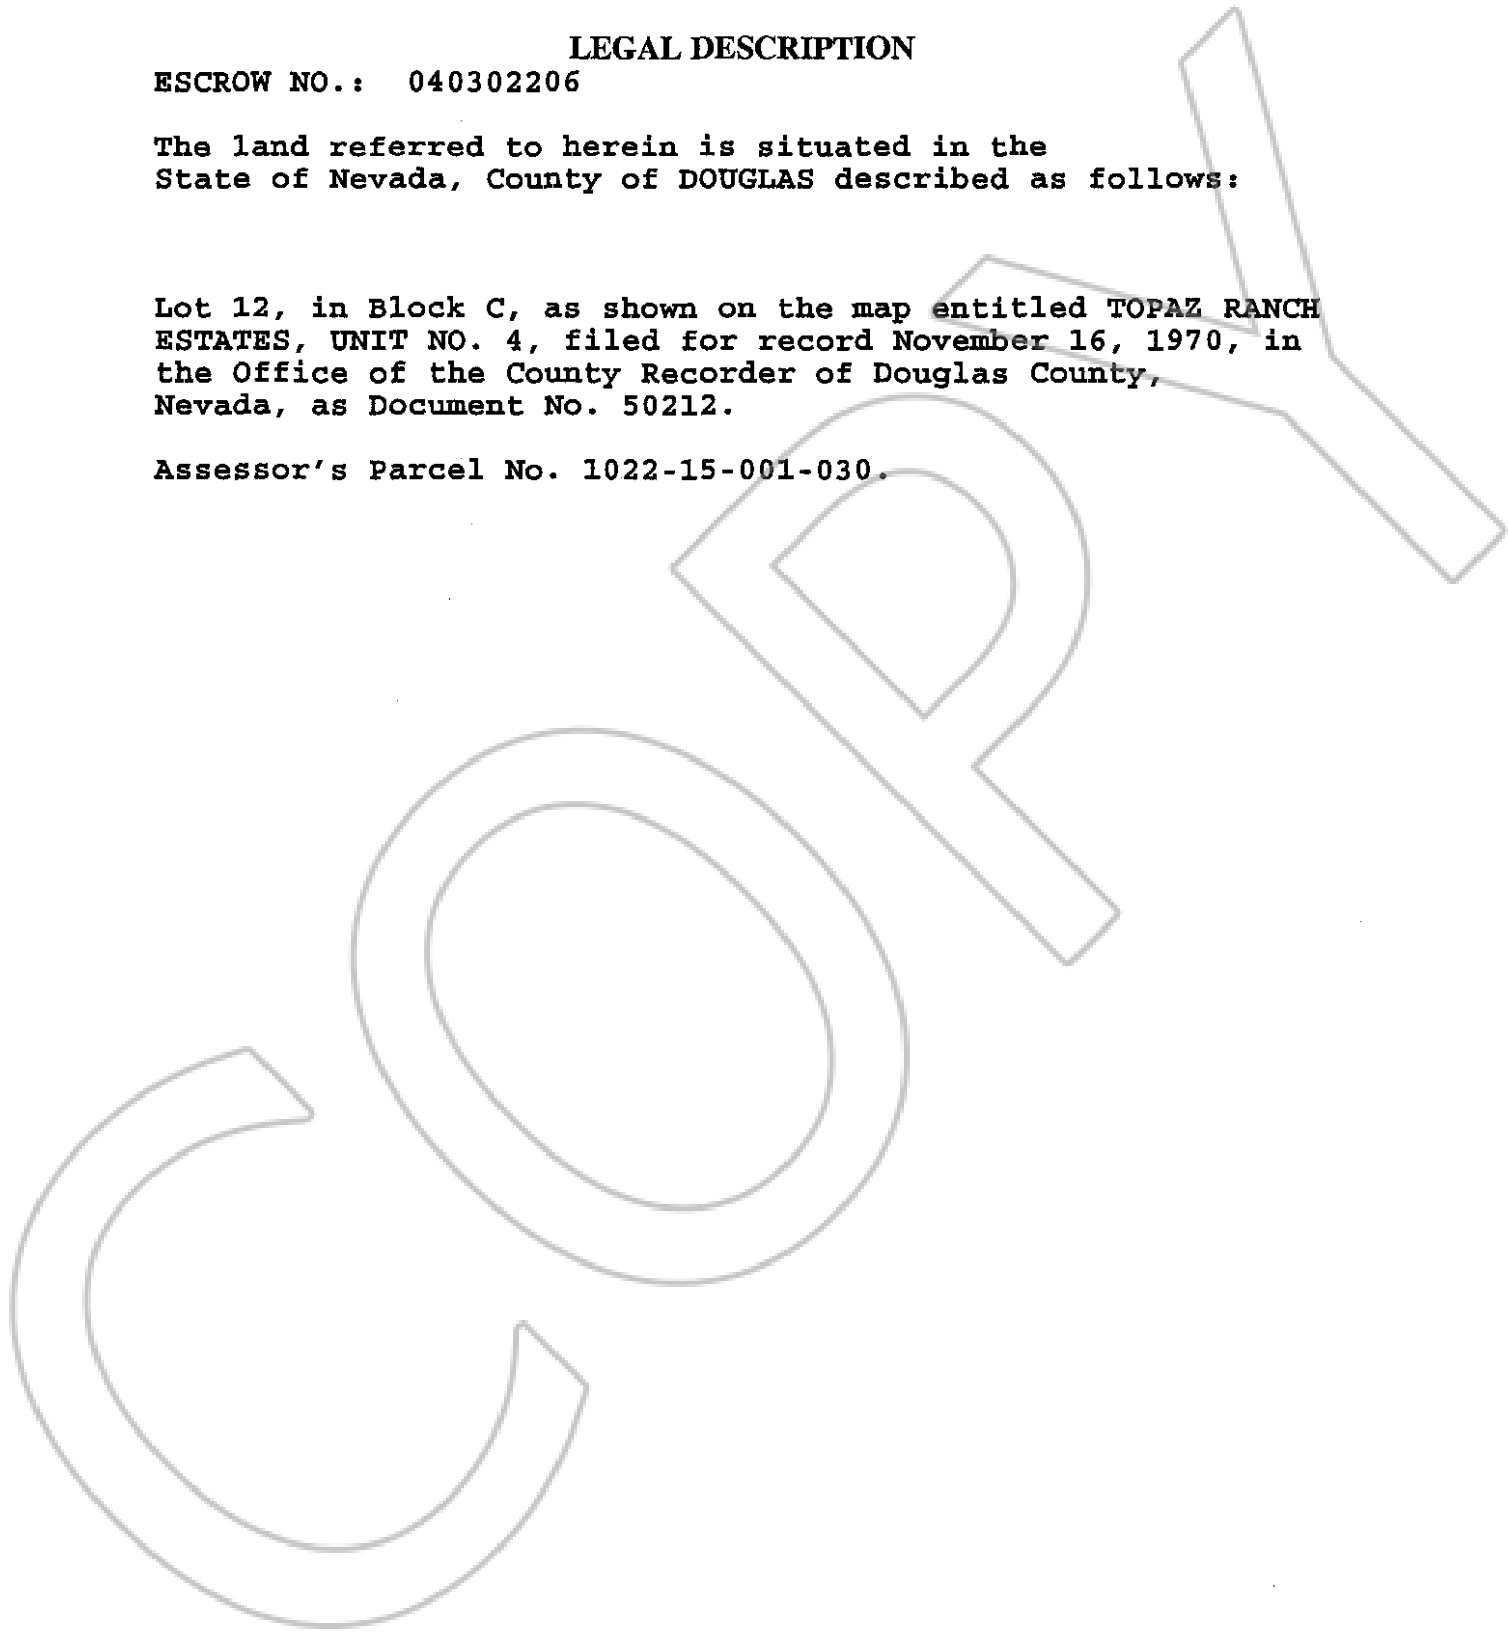 LEGAL DESCRIPTION
ESCROW NO.: 040302206
The land referred to herein is situated in the
State of Nevada, County of DOUGLAS described as follows:
Lot 12, in Block C, as shown on the map entitled TOPAZ RANCH
ESTATES, UNIT NO. 4, filed for record November 16, 1970, in
the Office of the County Recorder of Douglas County,
Nevada, as Document No. 50212.
Assessor's Parcel No. 1022-15-001-030.
COPY